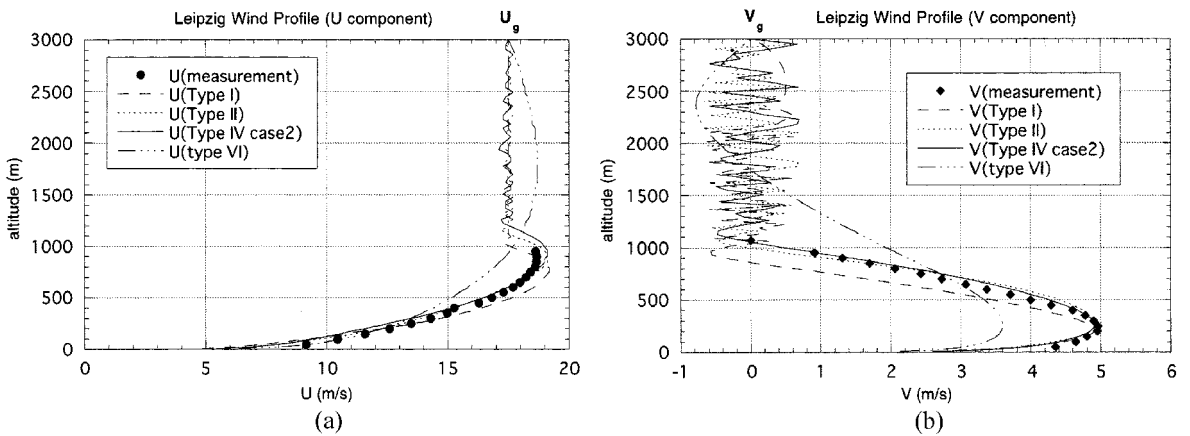 Leipzig Wind Profile (U component)
Ug
3000
2500
2000
1500
1000
500
0
altitude (m)
U(measurement)
U(Type I)
U(Type II)
U(Type IV case2)
U(type VI)
0
5
10
15
20
U (m/s)
(a)
Vg
Leipzig Wind Profile (V component)
3000
2500
2000
1500
1000
500
0
altitude (m)
V(measurement)
V(Type I)
V(Type II)
V(Type IV case2)
V(type VI)
-1
0
1
2
3
4
5
6
V (m/s)
(b)